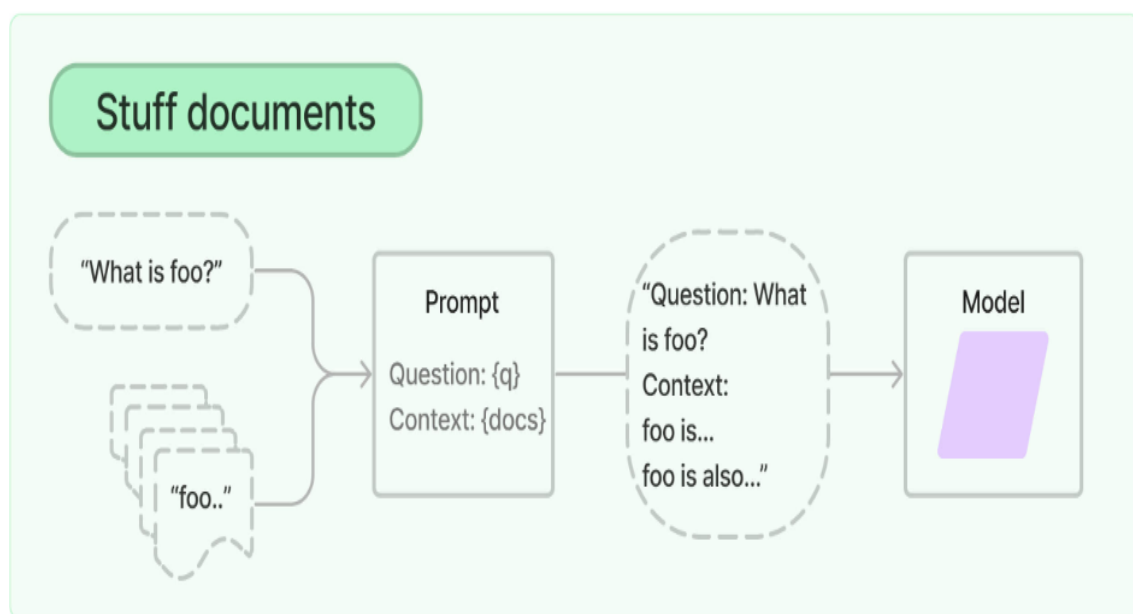 Stuff documents
“What is foo?”
“foo..”
Prompt
Question: {q}
Context: {docs}
“Question: What
is foo?
Context:
foo is...
foo is also...”
Model